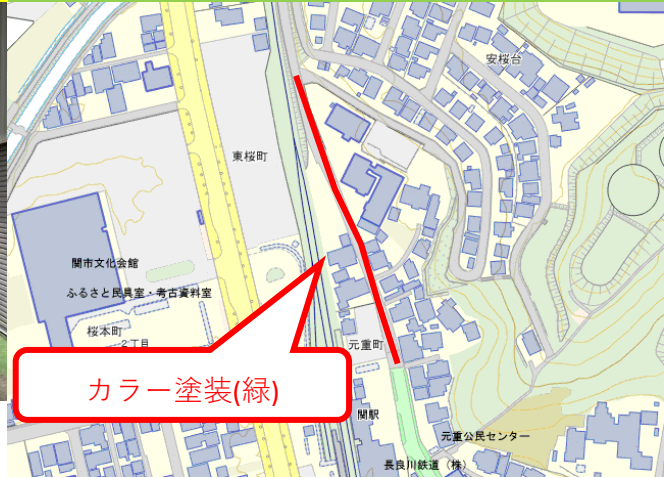 安桜台
東桜町
関市文化会館
ふるさと民具室・考古資料室
桜本町
2丁目
元重町
カラー塗装(緑)
関駅
元重公民センター
長良川鉄道(株)